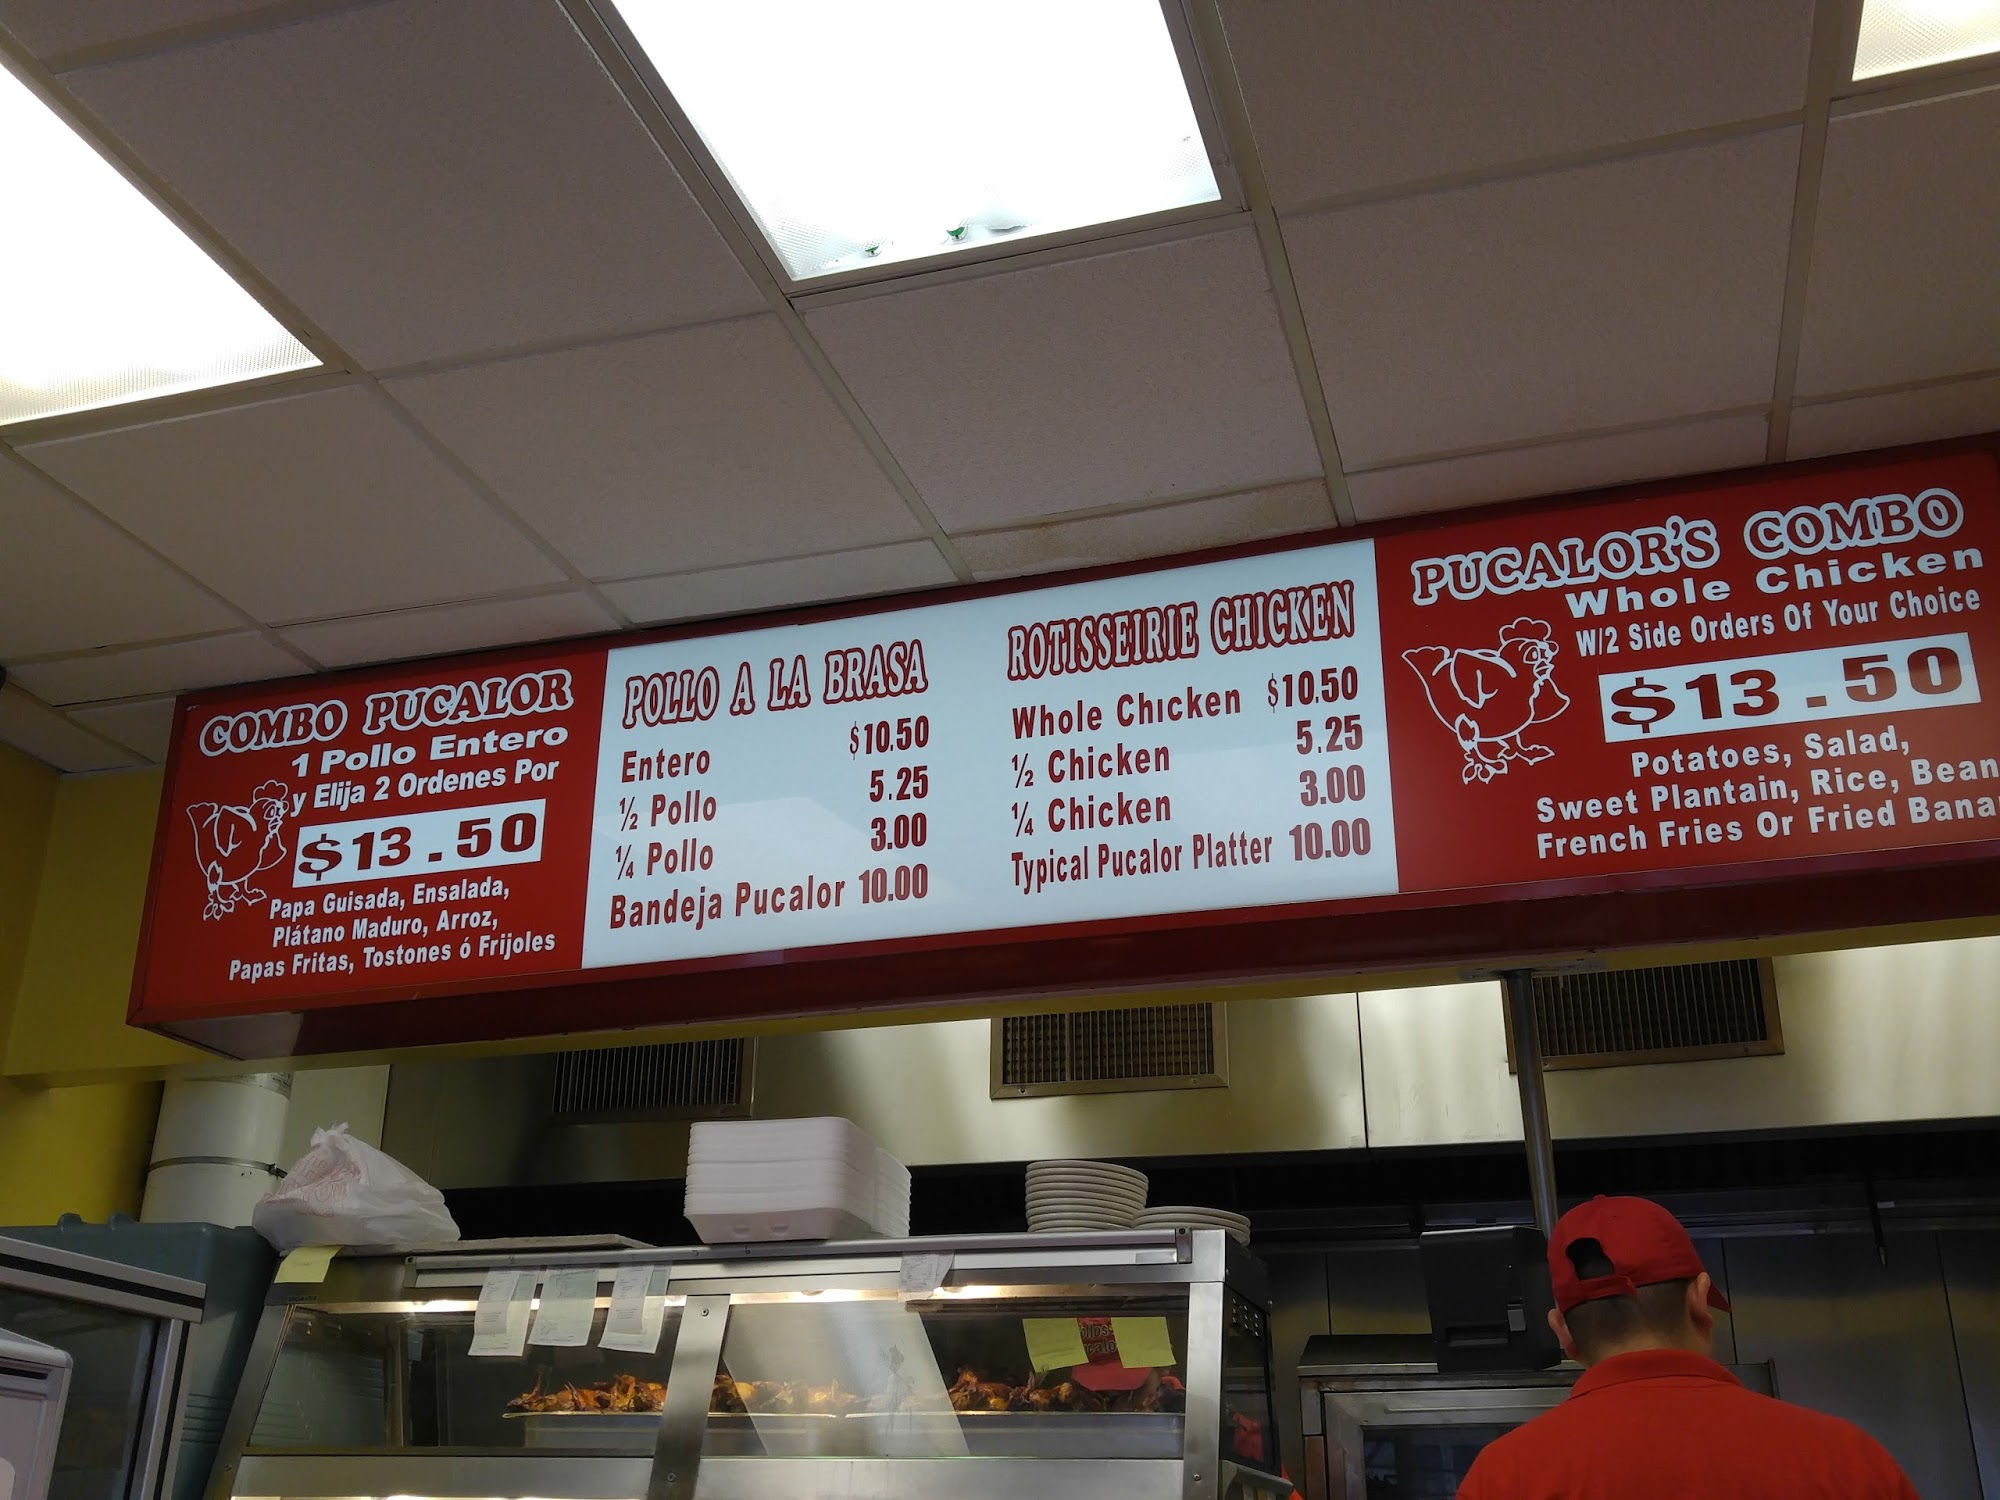 COMBO PUCALOR
1 Pollo Entero
y Elija 2 Ordenes Por
$13.50
Papa Guisada, Ensalada,
Plátano Maduro, Arroz,
Papas Fritas, Tostones ó Frijoles
POLLO A LA BRASA
Entero $10.50
½ Pollo 5.25
¼ Pollo 3.00
Bandeja Pucalor 10.00
ROTISSEIRIE CHICKEN
Whole Chicken $10.50
½ Chicken 5.25
¼ Chicken 3.00
Typical Pucalor Platter 10.00
PUCALOR'S COMBO
Whole Chicken
W/2 Side Orders Of Your Choice
$13.50
Potatoes, Salad,
Sweet Plantain, Rice, Bean
French Fries Or Fried Bana